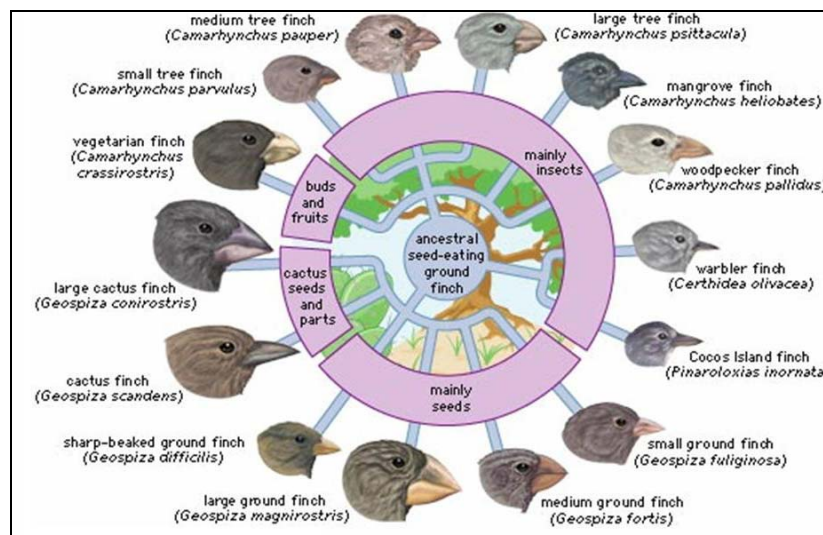 medium tree finch
(Camarhynchus pauper)
large tree finch
(Camarhynchus psittacula)
small tree finch
(Camarhynchus parvulus)
mangrove finch
(Camarhynchus heliobates)
vegetarian finch
(Camarhynchus
crassirostris)
mainly
insects
woodpecker finch
(Camarhynchus pallidus)
buds
and
fruits
ancestral
seed-eating
ground
finch
warbler finch
(Certhidea olivacea)
large cactus finch
(Geospiza conirostris)
cactus
seeds
and
parts
Cocos Island finch
(Pinaroloxias inornata)
cactus finch
(Geospiza scandens)
mainly
seeds
small ground finch
(Geospiza fuliginosa)
sharp-beaked ground finch
(Geospiza difficilis)
large ground finch
(Geospiza magnirostris)
medium ground finch
(Geospiza fortis)